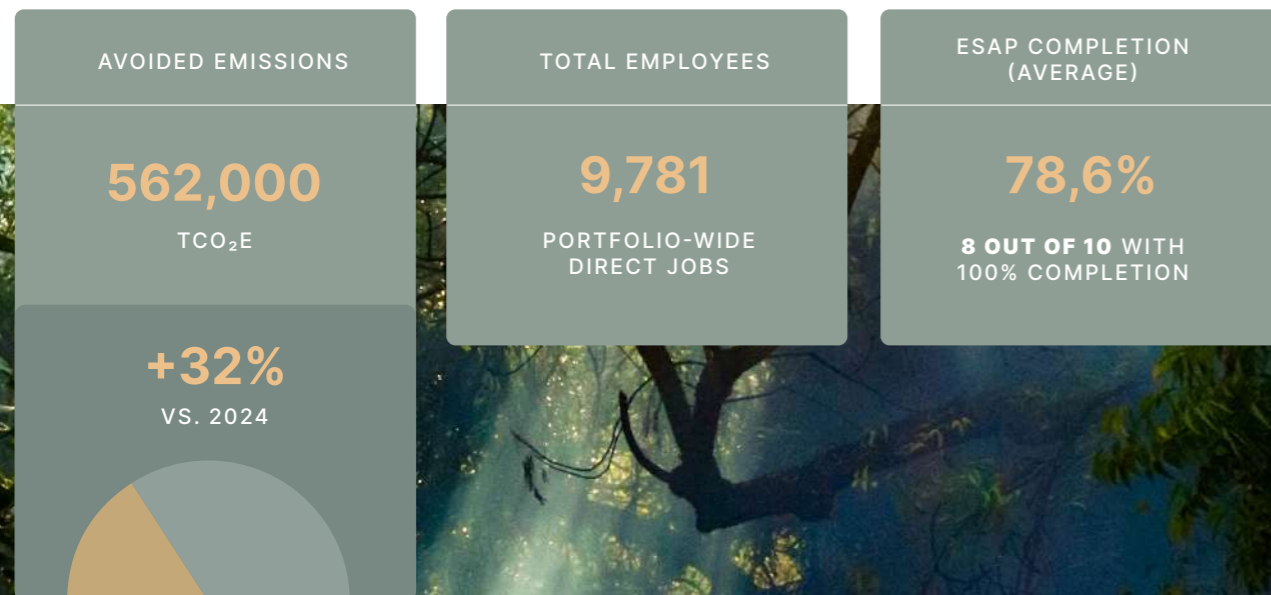 AVOIDED EMISSIONS
562,000
TCO₂E
+32%
VS. 2024
TOTAL EMPLOYEES
9,781
PORTFOLIO-WIDE
DIRECT JOBS
ESAP COMPLETION
(AVERAGE)
78,6%
8 OUT OF 10 WITH
100% COMPLETION